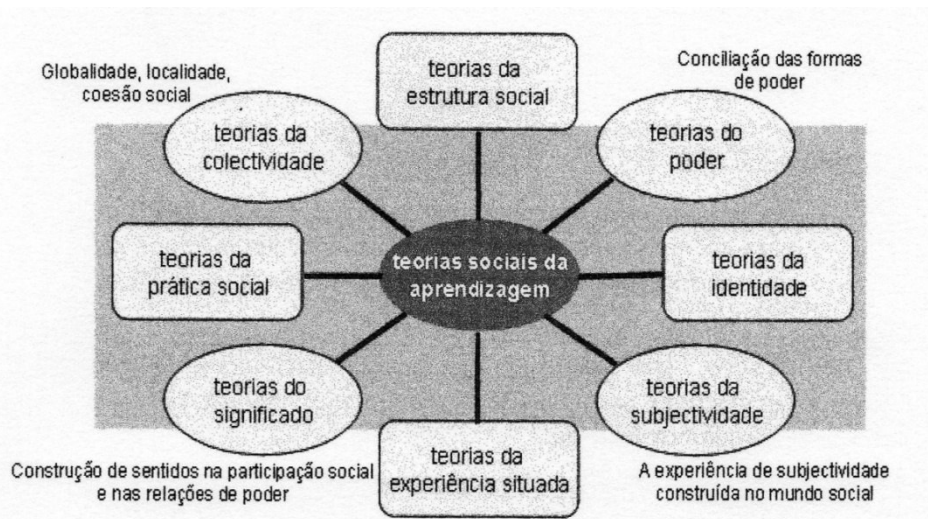 Globalidade, localidade,
coesão social
teorias da
estrutura social
Conciliação das formas
de poder
teorias da
colectividade
teorias do
poder
teorias da
prática social
teorias sociais da
aprendizagem
teorias da
identidade
teorias do
significado
teorias da
experiência situada
teorias da
subjectividade
Construção de sentidos na participação social
e nas relações de poder
A experiência de subjectividade
construída no mundo social